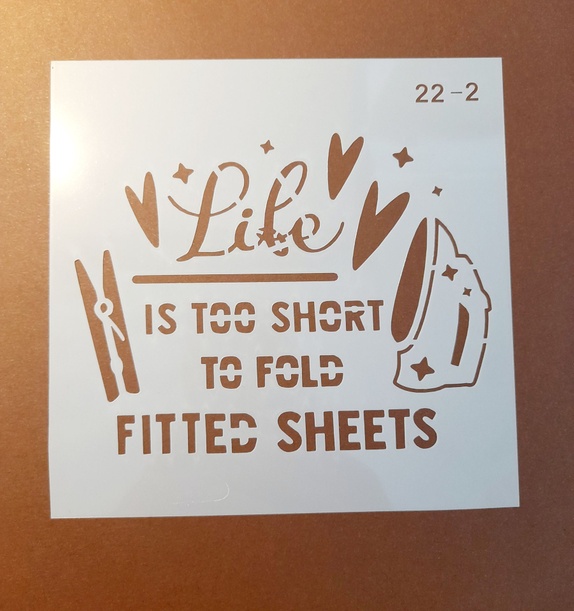 22-2
Life
IS TOO SHORT
TO FOLD
FITTED SHEETS